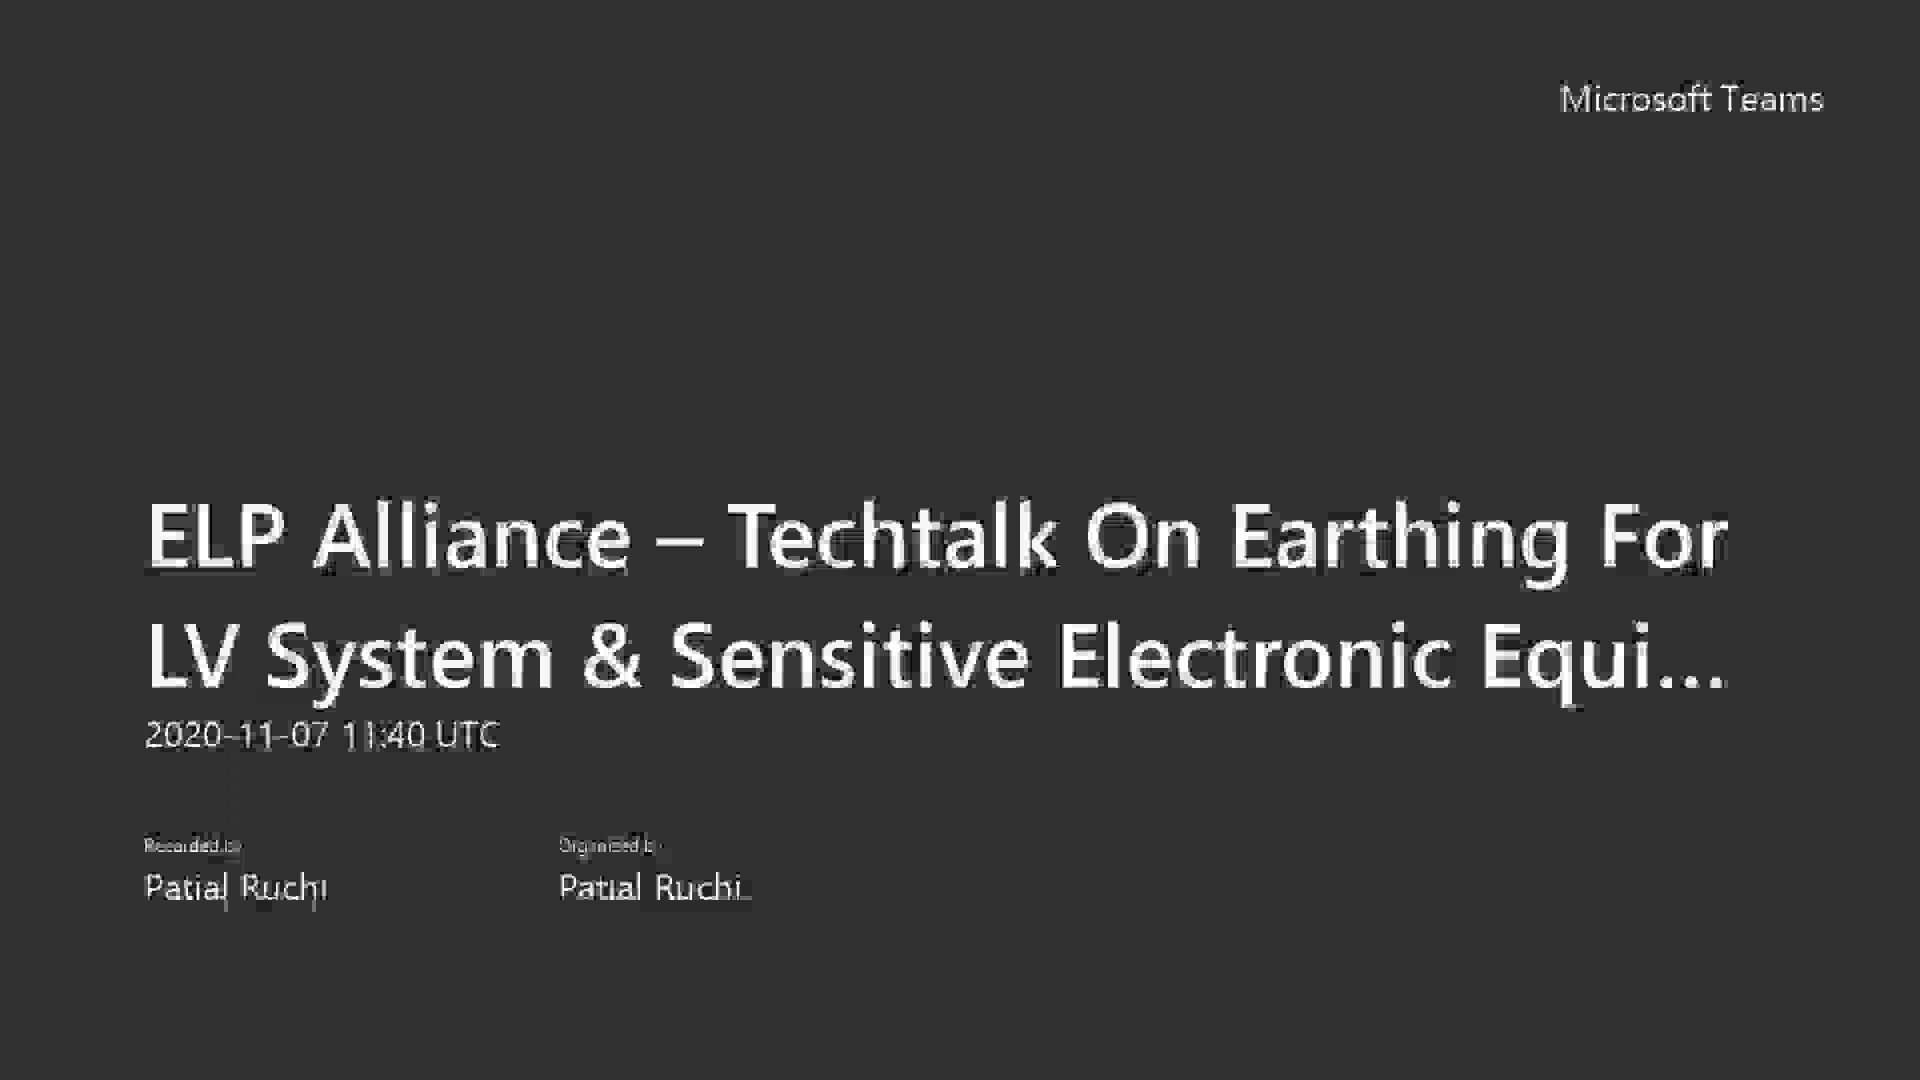 Microsoft Teams
ELP Alliance – Techtalk On Earthing For
LV System & Sensitive Electronic Equi...
2020-11-07 11:40 UTC
Recorded by
Organized by
Patial Ruchi
Patial Ruchi